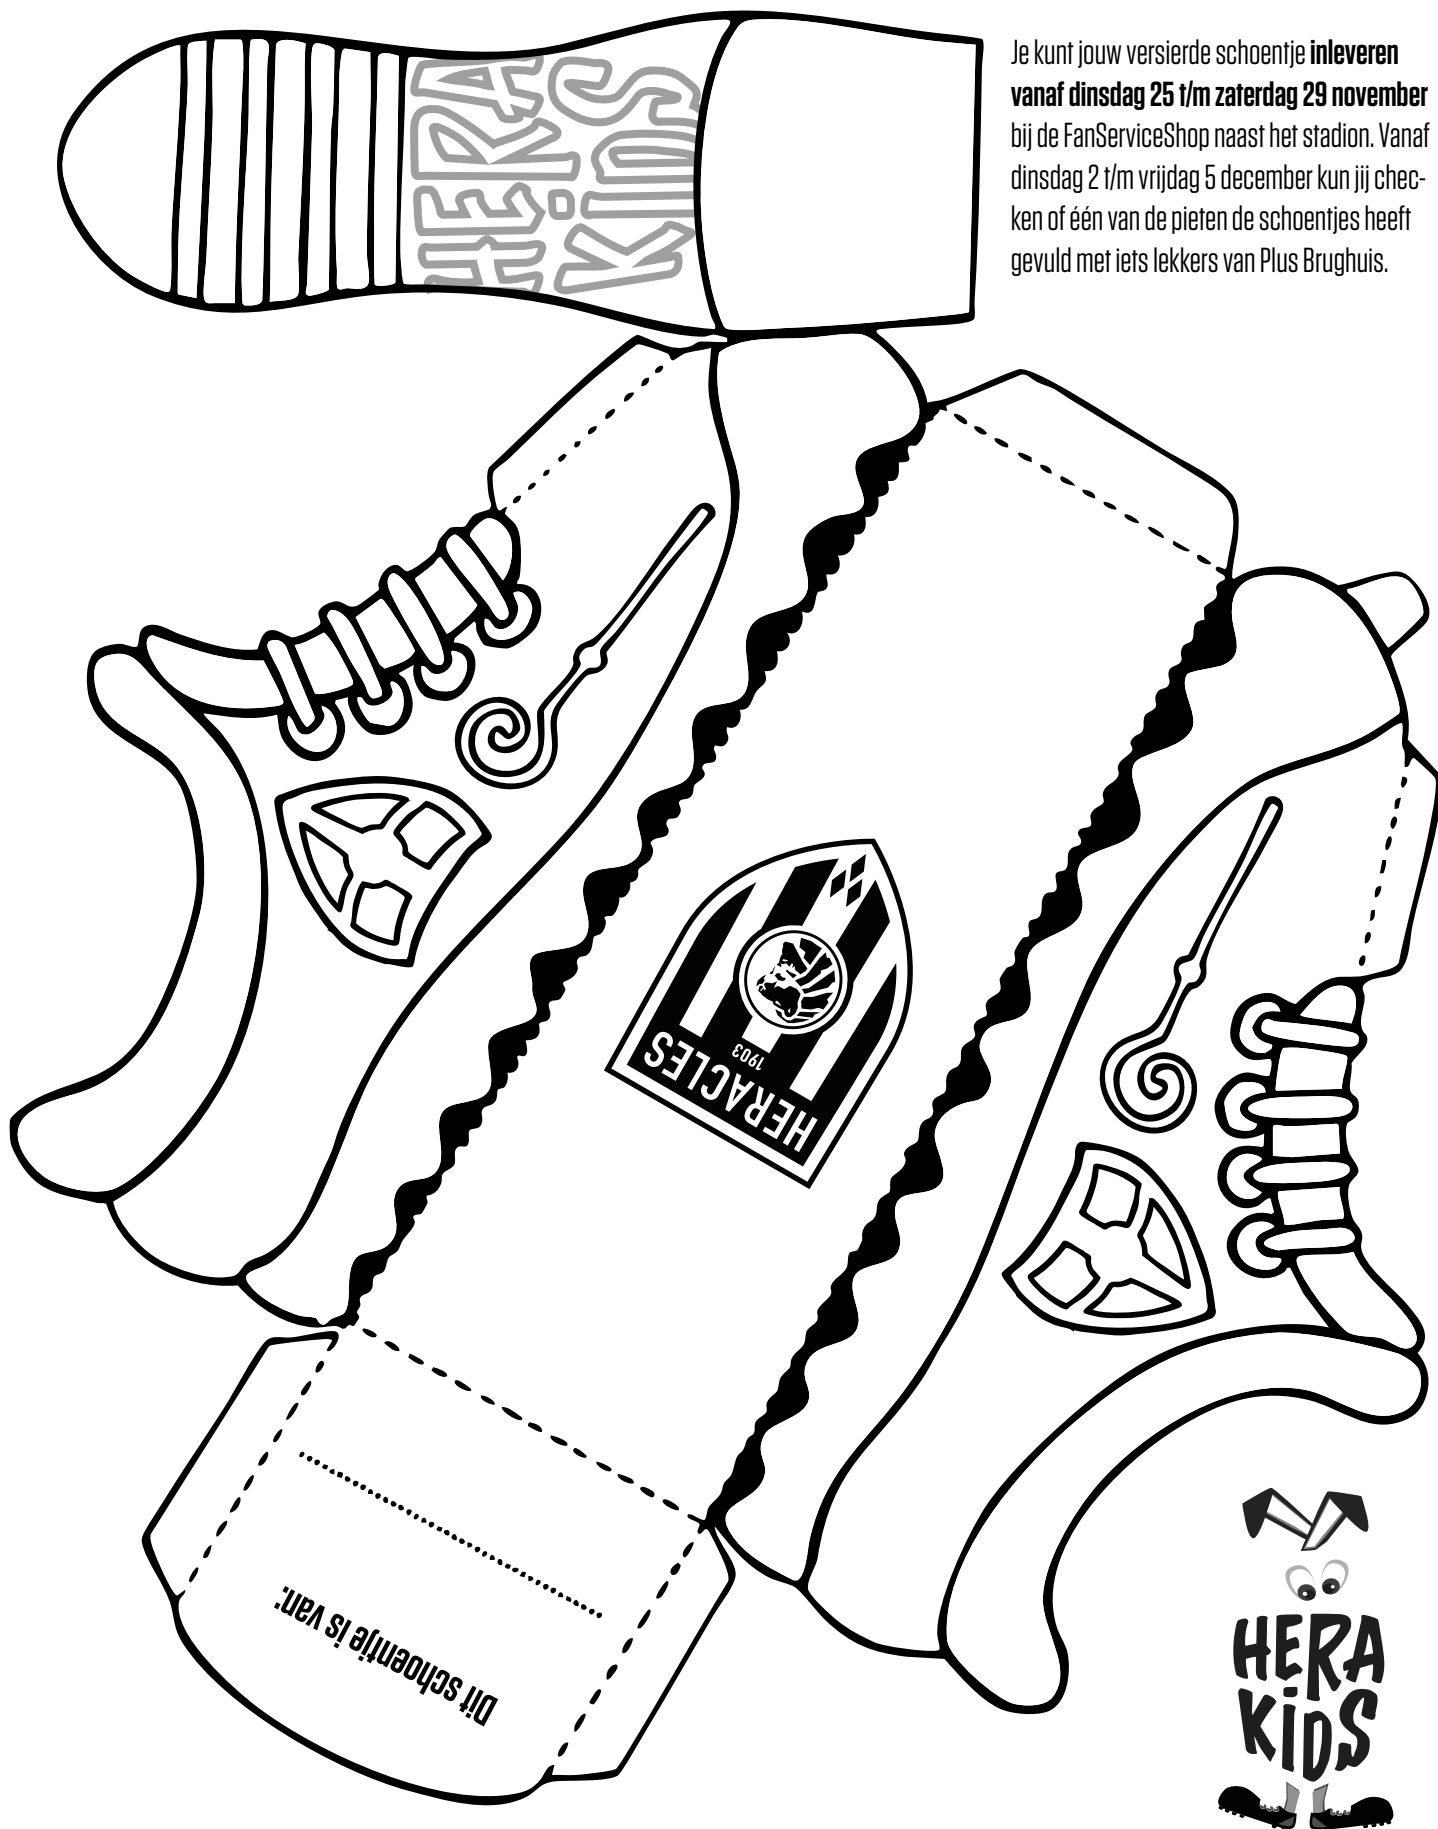 Je kunt jouw versierde schoentje inleveren
vanaf dinsdag 25 t/m zaterdag 29 november
bij de FanServiceShop naast het stadion. Vanaf
dinsdag 2 t/m vrijdag 5 december kun jij chec-
ken of één van de pieten de schoentjes heeft
gevuld met iets lekkers van Plus Brughuis.
HERA
KiDS
1903
HERACLES
Dit schoentje is van:
HERA
KiDS